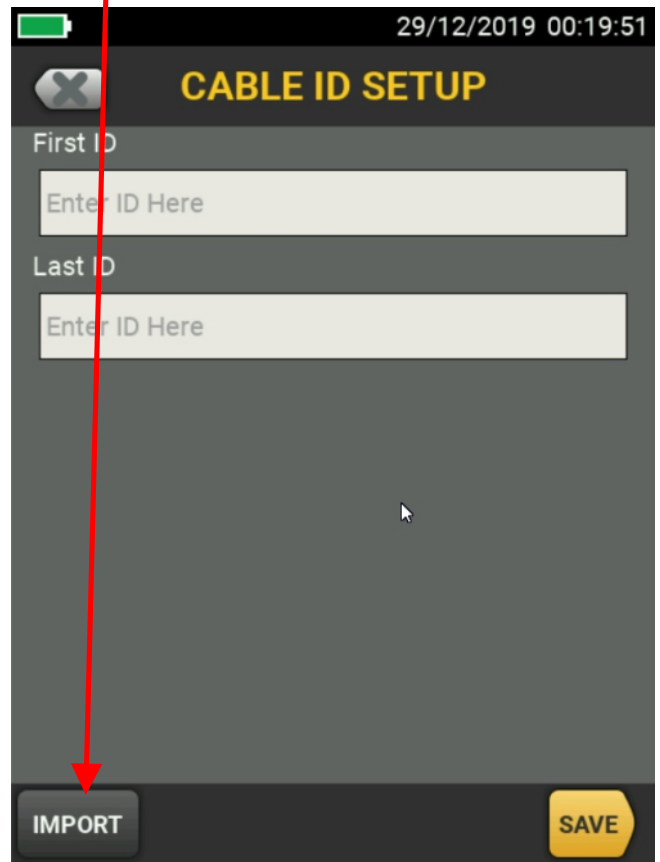 29/12/2019 00:19:51
CABLE ID SETUP
First ID
Enter ID Here
Last ID
Enter ID Here
IMPORT
SAVE